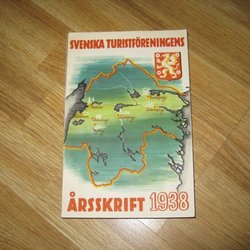 SVENSKA TURISTFÖRENINGENS
ÅRSSKRIFT 1938